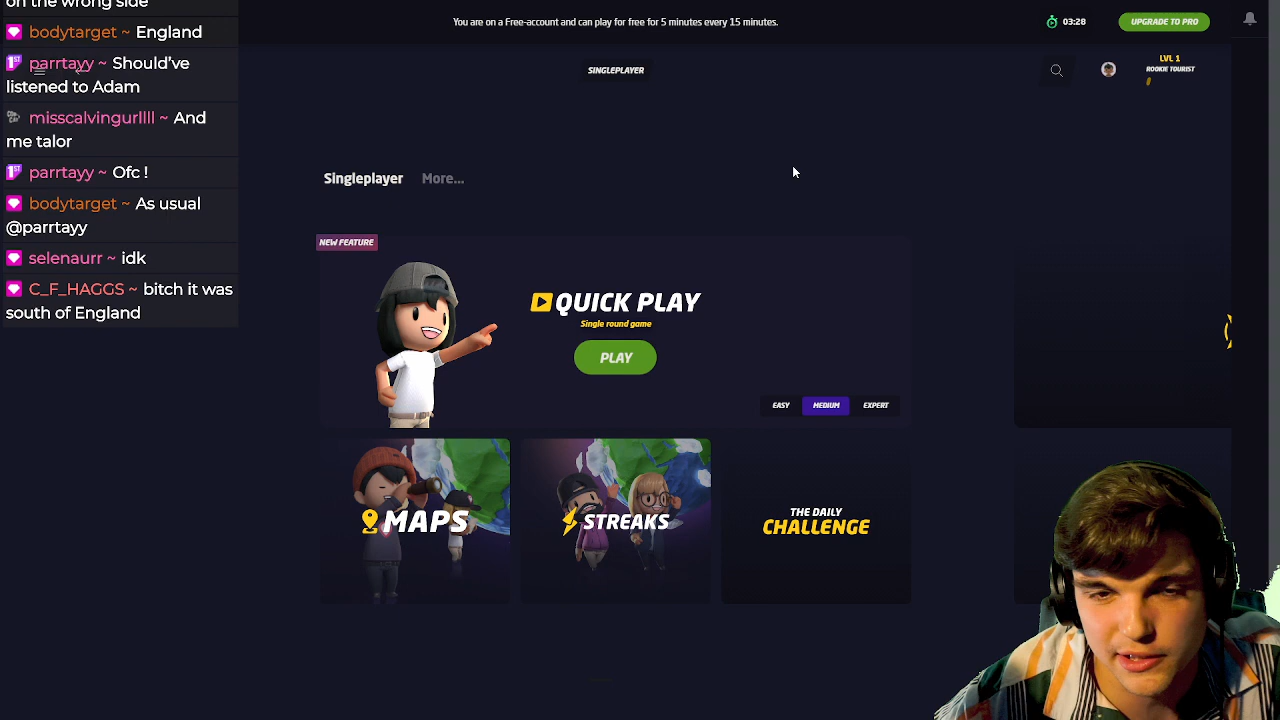 on the wrong side
bodytarget ~ England
parrtayy ~ Should've
listened to Adam
misscalvingurllll ~ And
me talor
parrtayy ~ Ofc !
bodytarget ~ As usual
@parrtayy
selenaurr ~ idk
C_F_HAGGS ~ bitch it was
south of England
You are on a Free-account and can play for free for 5 minutes every 15 minutes.
03:28
UPGRADE TO PRO
SINGLEPLAYER
LVL 1
ROOKIE TOURIST
Singleplayer More...
NEW FEATURE
QUICK PLAY
Single round game
PLAY
EASY MEDIUM EXPERT
MAPS
STREAKS
THE DAILY
CHALLENGE